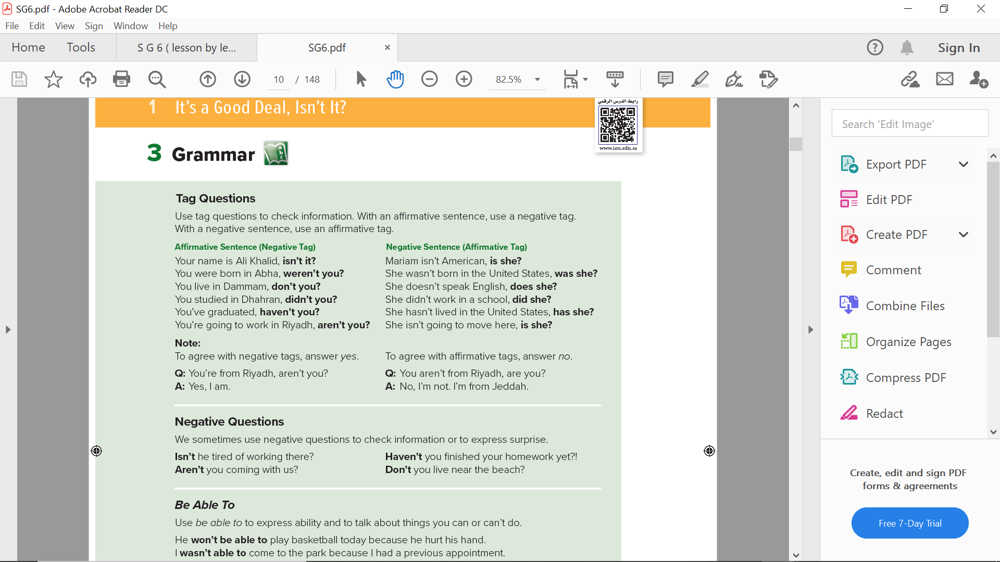 SG6.pdf - Adobe Acrobat Reader DC
File Edit View Sign Window Help
Home Tools S G 6 ( lesson by le... SG6.pdf × ? Sign In
10 / 148 82.5%
1 It's a Good Deal, Isn't It?
رابط الدرس الرقمي
www.ien.edu.sa
3 Grammar
a b c
Tag Questions
Use tag questions to check information. With an affirmative sentence, use a negative tag.
With a negative sentence, use an affirmative tag.
Affirmative Sentence (Negative Tag) Negative Sentence (Affirmative Tag)
Your name is Ali Khalid, isn't it? Mariam isn't American, is she?
You were born in Abha, weren't you? She wasn't born in the United States, was she?
You live in Dammam, don't you? She doesn't speak English, does she?
You studied in Dhahran, didn't you? She didn't work in a school, did she?
You've graduated, haven't you? She hasn't lived in the United States, has she?
You're going to work in Riyadh, aren't you? She isn't going to move here, is she?
Note:
To agree with negative tags, answer yes. To agree with affirmative tags, answer no.
Q: You're from Riyadh, aren't you? Q: You aren't from Riyadh, are you?
A: Yes, I am. A: No, I'm not. I'm from Jeddah.
Negative Questions
We sometimes use negative questions to check information or to express surprise.
Isn't he tired of working there? Haven't you finished your homework yet?!
Aren't you coming with us? Don't you live near the beach?
Be Able To
Use be able to to express ability and to talk about things you can or can't do.
He won't be able to play basketball today because he hurt his hand.
I wasn't able to come to the park because I had a previous appointment.
Search 'Edit Image'
Export PDF
Edit PDF
Create PDF
Comment
Combine Files
Organize Pages
Compress PDF
Redact
Create, edit and sign PDF
forms & agreements
Free 7-Day Trial